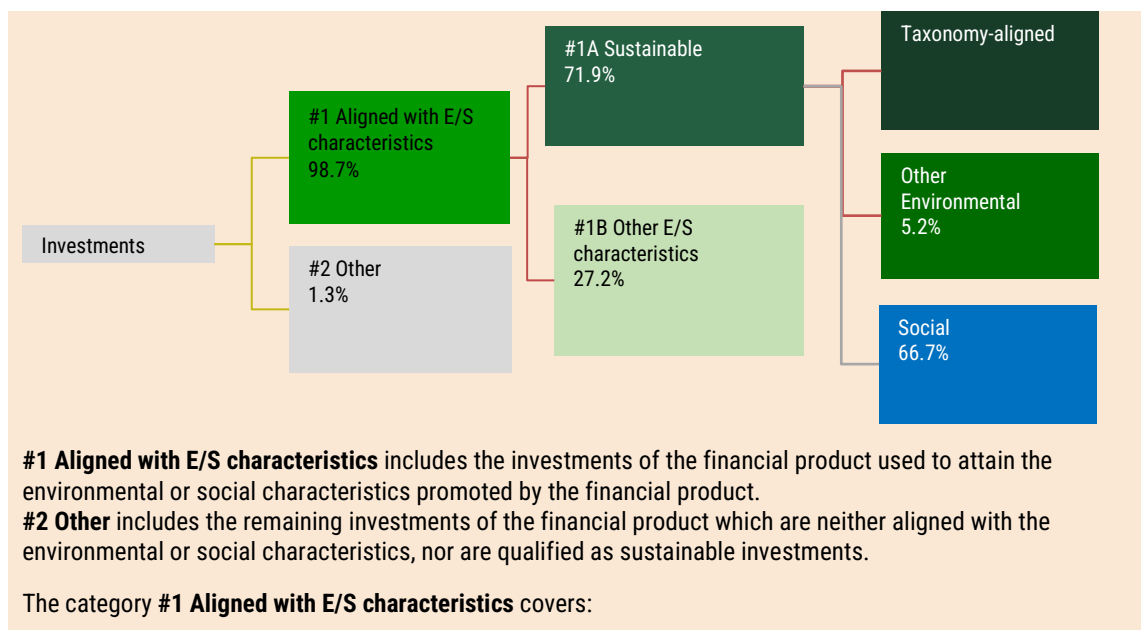 Investments
#1 Aligned with E/S
characteristics
98.7%
#2 Other
1.3%
#1A Sustainable
71.9%
#1B Other E/S
characteristics
27.2%
Taxonomy-aligned
Other
Environmental
5.2%
Social
66.7%
#1 Aligned with E/S characteristics includes the investments of the financial product used to attain the
environmental or social characteristics promoted by the financial product.
#2 Other includes the remaining investments of the financial product which are neither aligned with the
environmental or social characteristics, nor are qualified as sustainable investments.
The category #1 Aligned with E/S characteristics covers: